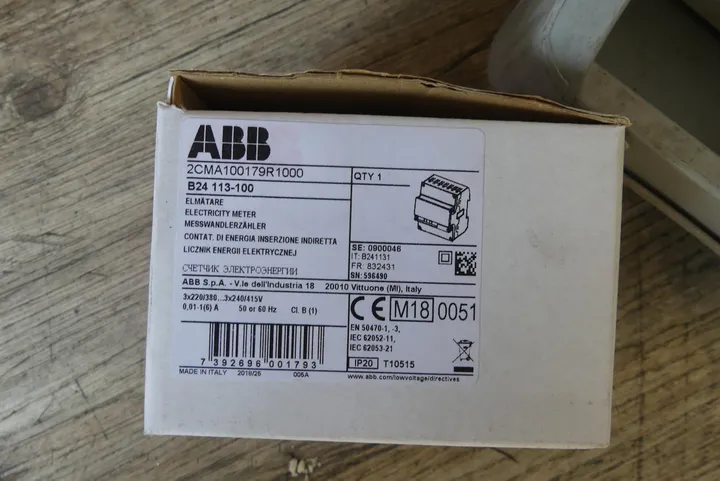 ABB
2CMA100179R1000
B24 113-100
QTY 1
ELMÄTARE
ELECTRICITY METER
MESSWANDLERZÄHLER
CONTAT. DI ENERGIA INSERZIONE INDIRETTA
LICZNIK ENERGII ELEKTRYCZNEJ
СЧЕТЧИК ЭЛЕКТРОЭНЕРГИИ
SE: 0900046
IT: B241131
FR: 832431
SN: 596490
ABB S.p.A. - V.le dell'Industria 18 20010 Vittuone (MI), Italy
3x220/380...3x240/415V
0,01-1(6) A 50 or 60 Hz Cl. B (1)
CE M18 0051
EN 50470-1, -3,
IEC 62052-11,
IEC 62053-21
7 392696 001793
IP20 T10515
MADE IN ITALY 2018/25 005A
www.abb.com/lowvoltage/directives